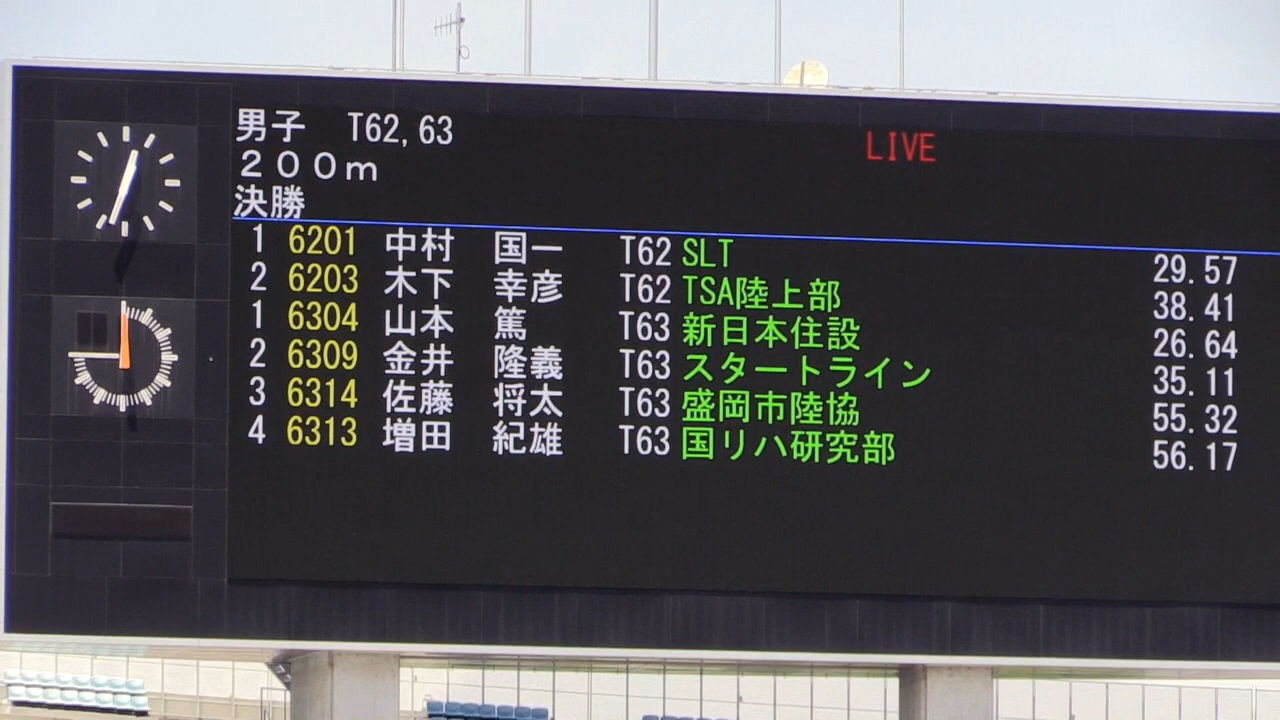 男子 T62,63
LIVE
200m
決勝
1 6201 中村 国一 T62 SLT 29.57
2 6203 木下 幸彦 T62 TSA陸上部 38.41
1 6304 山本 篤 T63 新日本住設 26.64
2 6309 金井 隆義 T63 スタートライン 35.11
3 6314 佐藤 将太 T63 盛岡市陸協 55.32
4 6313 増田 紀雄 T63 国リハ研究部 56.17